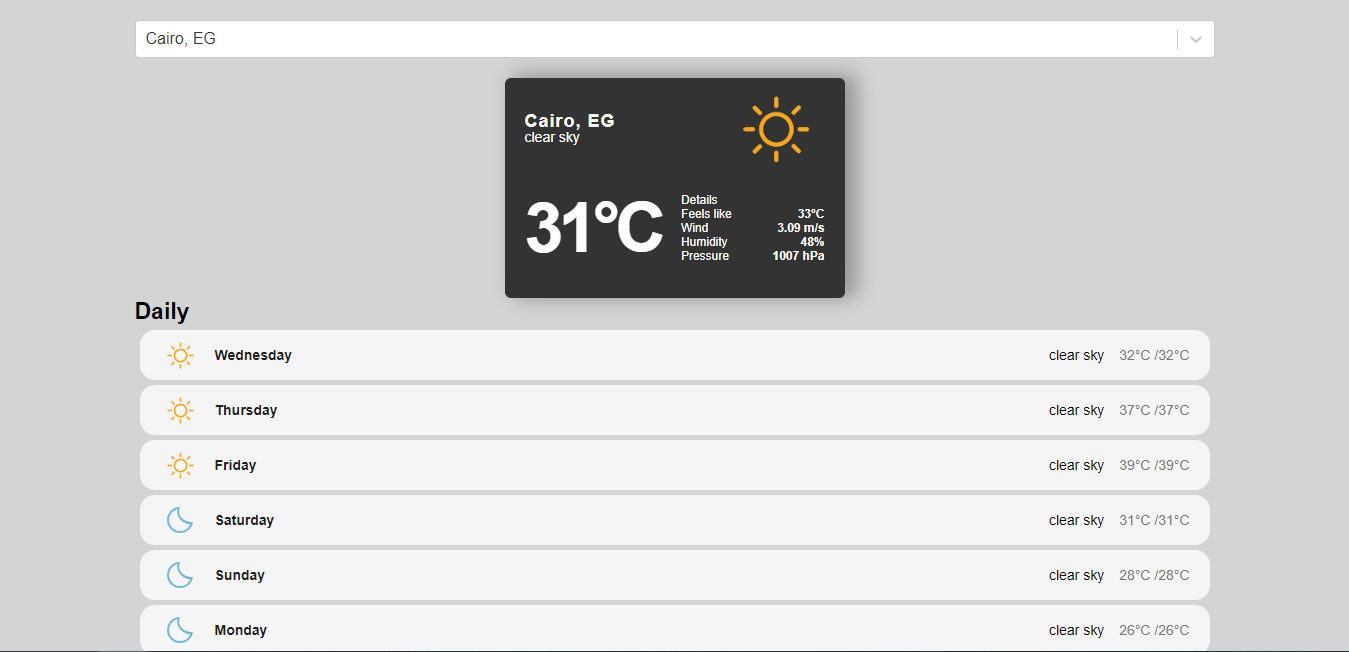 Cairo, EG
Cairo, EG
clear sky
31°C
Details
Feels like 33°C
Wind 3.09 m/s
Humidity 48%
Pressure 1007 hPa
Daily
Wednesday clear sky 32°C /32°C
Thursday clear sky 37°C /37°C
Friday clear sky 39°C /39°C
Saturday clear sky 31°C /31°C
Sunday clear sky 28°C /28°C
Monday clear sky 26°C /26°C